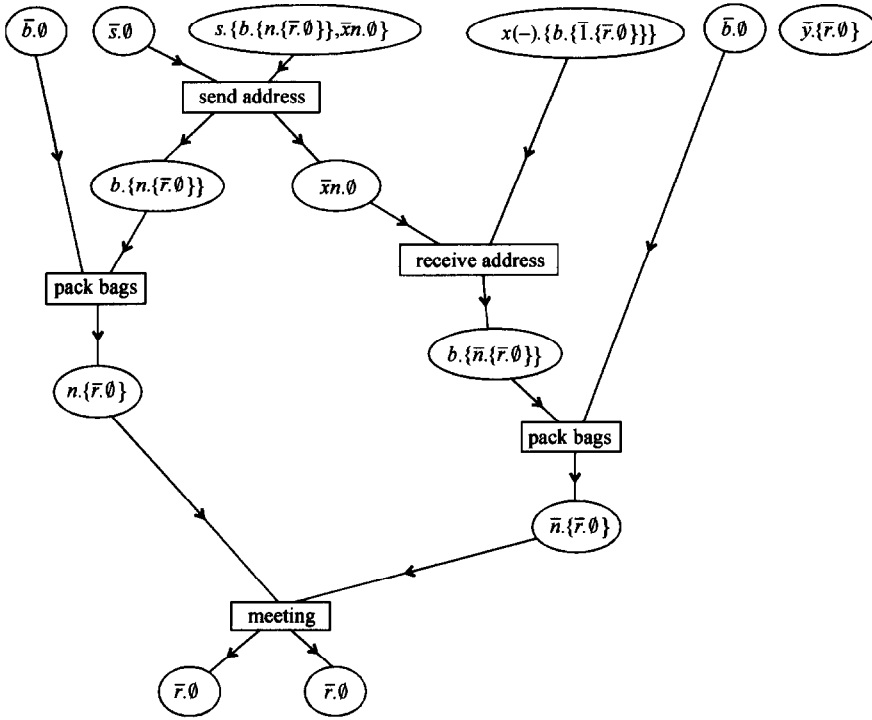 b̅.∅ s̅.∅ s.{b.{n.{r̅.∅}},x̅n.∅} x(−).{b.{1̅.{r̅.∅}}} b̅.∅ y̅.{r̅.∅}
send address
b.{n.{r̅.∅}} x̅n.∅
receive address
pack bags
b.{n̅.{r̅.∅}}
n.{r̅.∅}
pack bags
n̅.{r̅.∅}
meeting
r̅.∅ r̅.∅